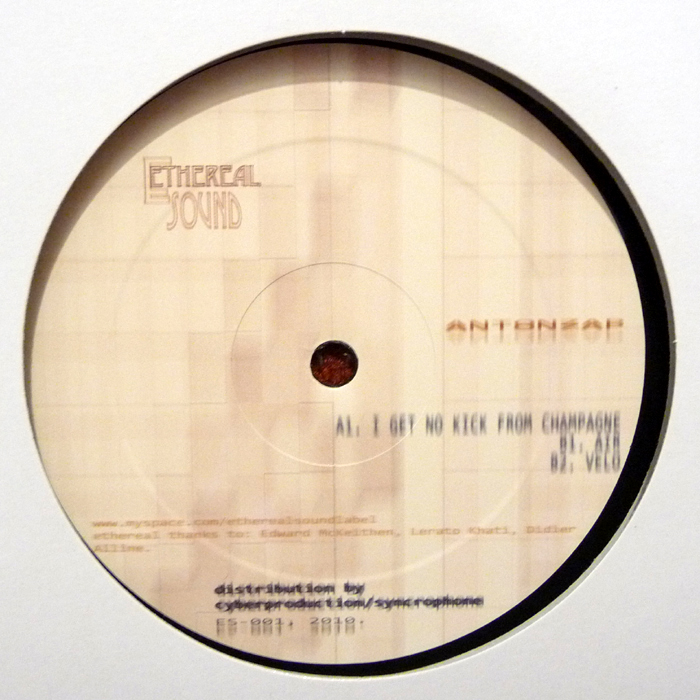 ETHEREAL
SOUND
ANTONZAP
A1. I GET NO KICK FROM CHAMPAGNE
B1. AIR
B2. VELO
www.myspace.com/etherealsoundlabel
ethereal thanks to: Edward McKeithen, Lerato Khati, Didier
Allime.
distribution by
cyberproduction/syncrophone
ES-001, 2010.